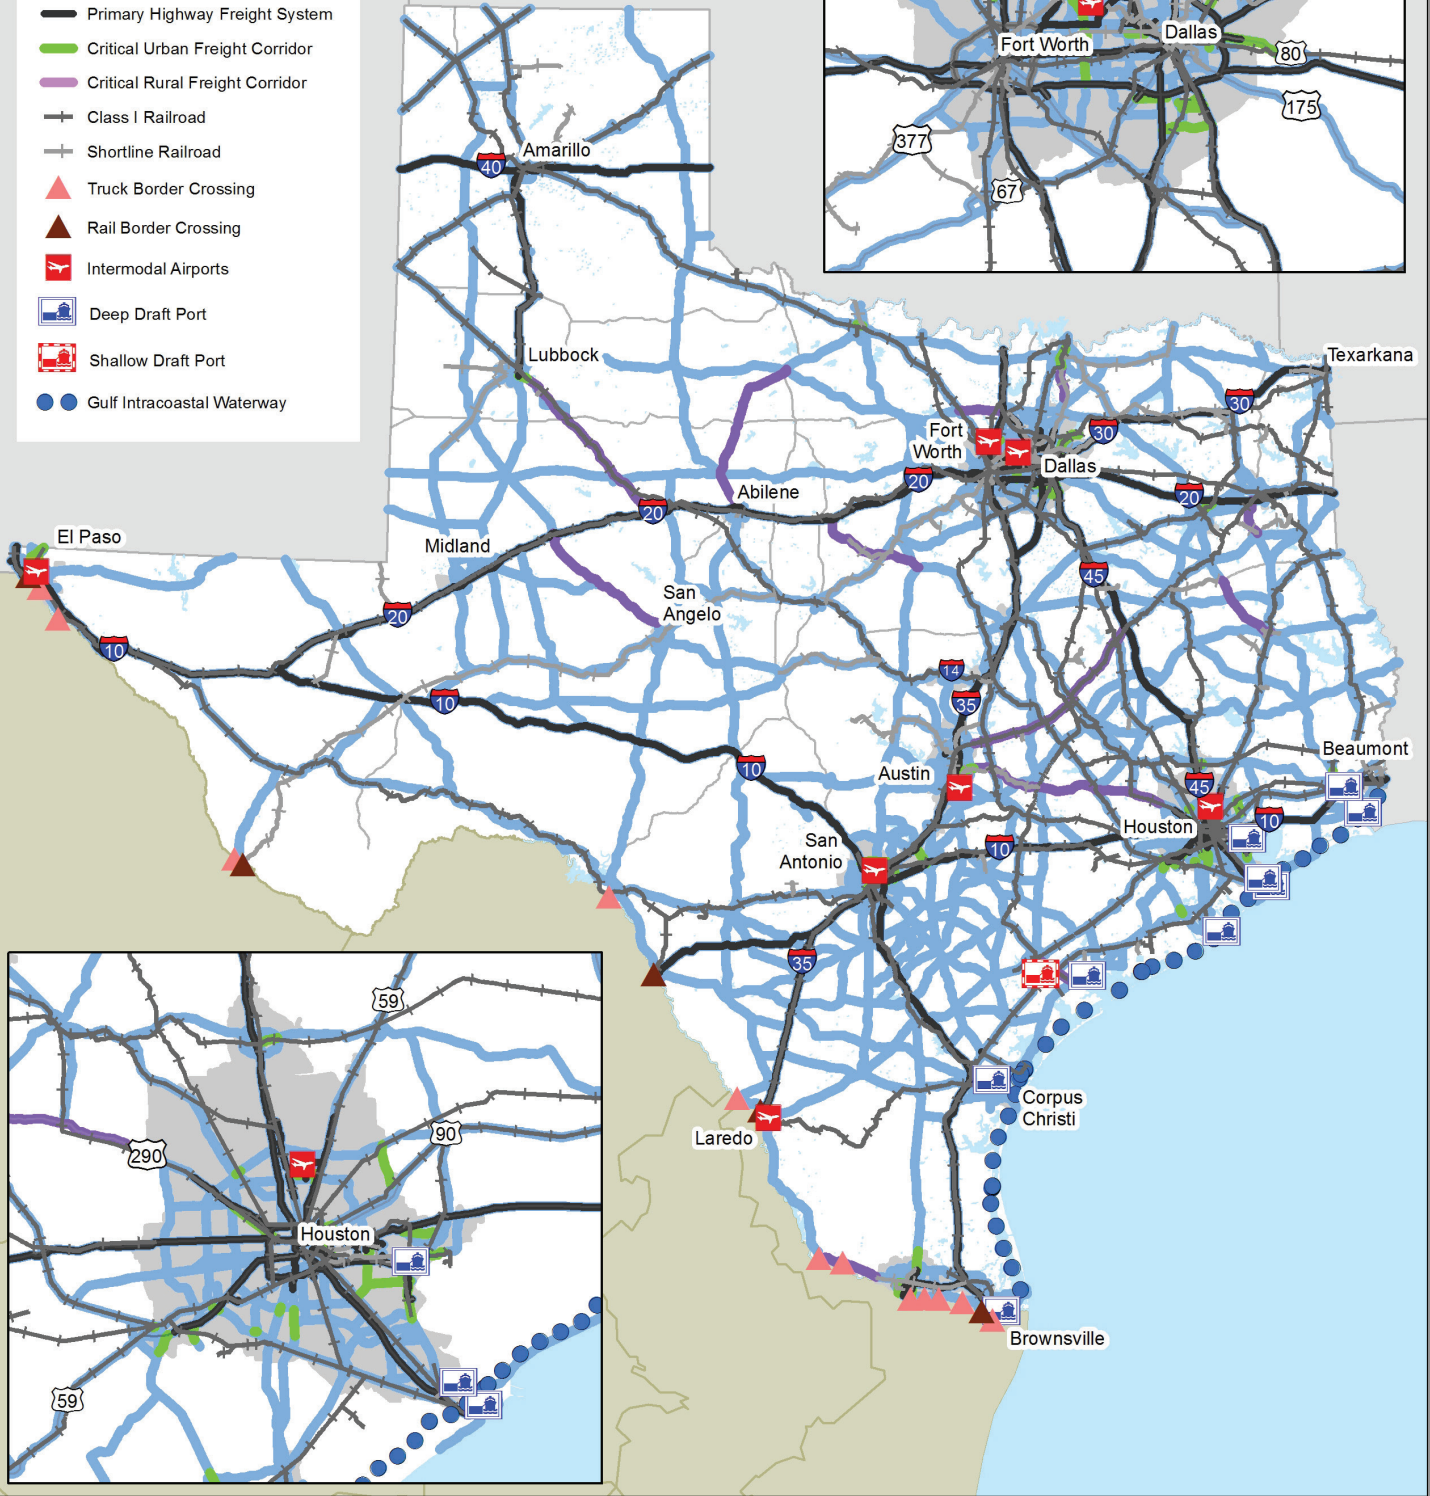 Primary Highway Freight System
Critical Urban Freight Corridor
Critical Rural Freight Corridor
Class I Railroad
Shortline Railroad
Truck Border Crossing
Rail Border Crossing
Intermodal Airports
Deep Draft Port
Shallow Draft Port
Gulf Intracoastal Waterway
Fort Worth
Dallas
80
175
377
67
Amarillo
40
Lubbock
Texarkana
30
30
Fort
Worth
Dallas
20
20
Abilene
20
El Paso
Midland
45
San
Angelo
20
10
14
10
35
Beaumont
10
Austin
45
Houston
10
San
Antonio
10
35
Corpus
Christi
Laredo
Brownsville
59
90
290
Houston
59